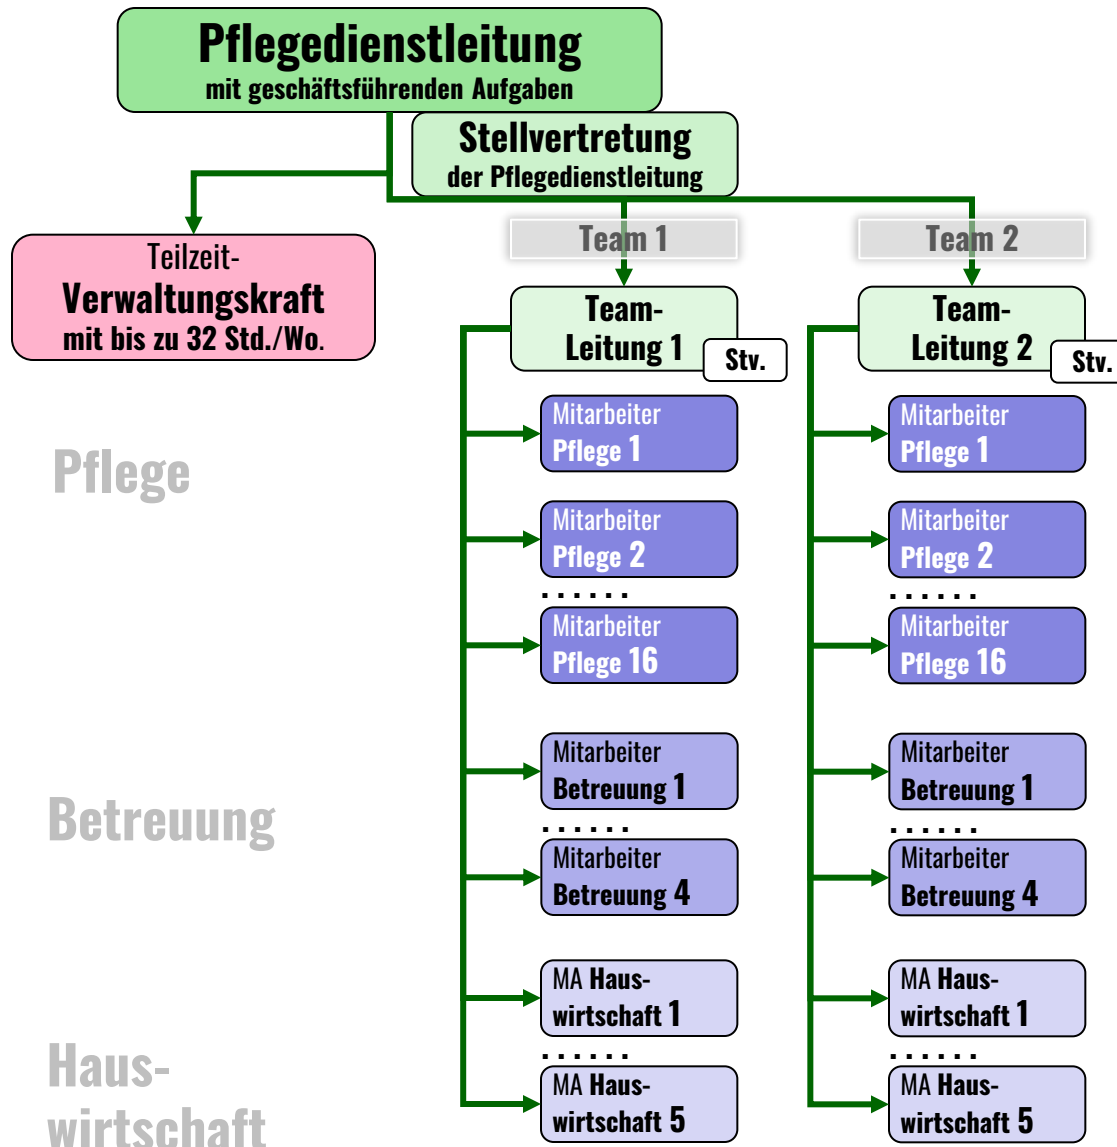 Pflegedienstleitung
mit geschäftsführenden Aufgaben
Stellvertretung
der Pflegedienstleitung
Teilzeit-
Verwaltungskraft
mit bis zu 32 Std./Wo.
Team 1
Team-
Leitung 1
Stv.
Team 2
Team-
Leitung 2
Stv.
Pflege
Mitarbeiter
Pflege 1
Mitarbeiter
Pflege 2
. . . . . .
Mitarbeiter
Pflege 16
Mitarbeiter
Pflege 1
Mitarbeiter
Pflege 2
. . . . . .
Mitarbeiter
Pflege 16
Betreuung
Mitarbeiter
Betreuung 1
. . . . . .
Mitarbeiter
Betreuung 4
Mitarbeiter
Betreuung 1
. . . . . .
Mitarbeiter
Betreuung 4
Haus-
wirtschaft
MA Haus-
wirtschaft 1
. . . . . .
MA Haus-
wirtschaft 5
MA Haus-
wirtschaft 1
. . . . . .
MA Haus-
wirtschaft 5